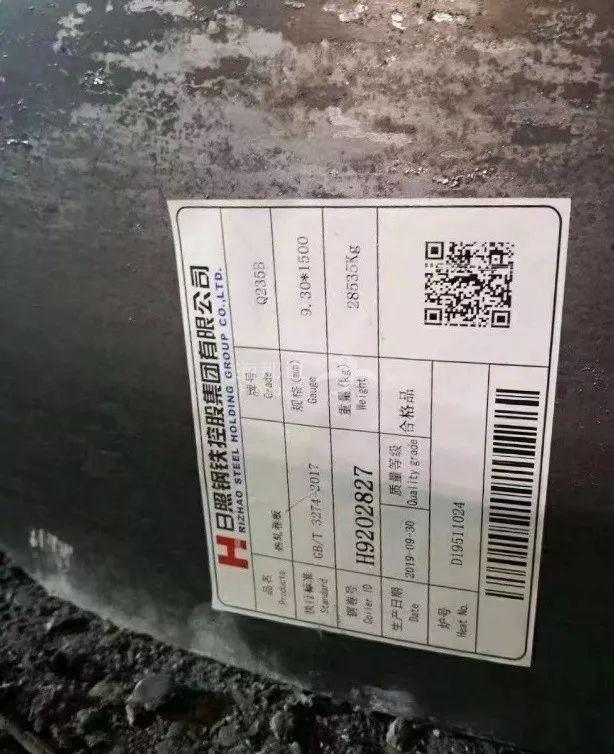 日照钢铁控股集团有限公司
RIZHAO STEEL HOLDING GROUP CO.,LTD.
品名 热轧卷板 牌号 Q235B
Products Grade
执行标准 GB/T 3274-2017 规格(mm) 9.30*1500
Standard Gauge
钢卷号 H9202827 重量(kg) 28535Kg
Coiler ID Weight
生产日期 2019-09-30 质量等级 合格品
Date Quality grade
炉号 D19511024
Heat No.